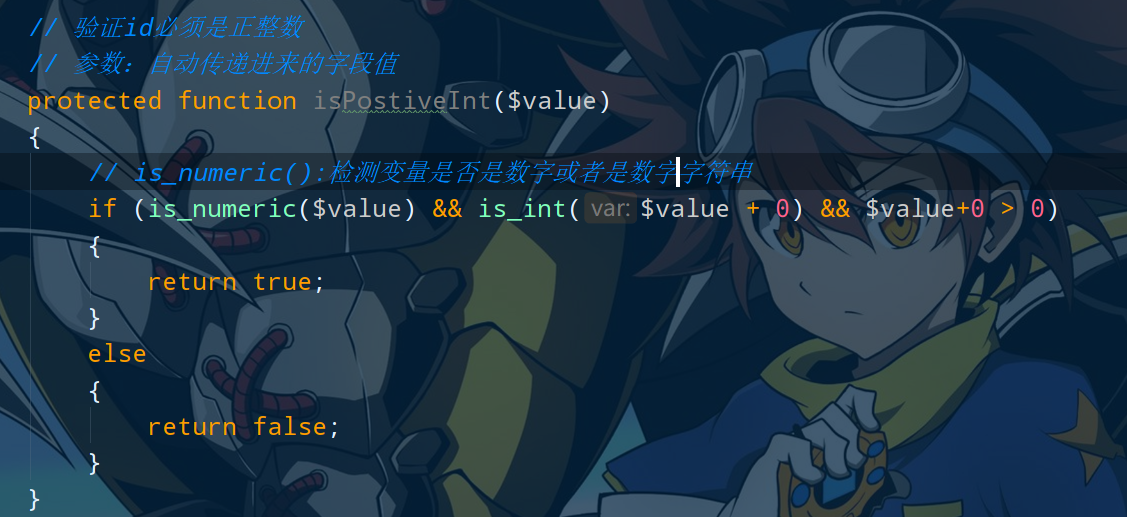 // 验证id必须是正整数
// 参数：自动传递进来的字段值
protected function isPostiveInt($value)
{
// is_numeric():检测变量是否是数字或者是数字字符串
if (is_numeric($value) && is_int( var: $value + 0) && $value+0 > 0)
{
return true;
}
else
{
return false;
}
}